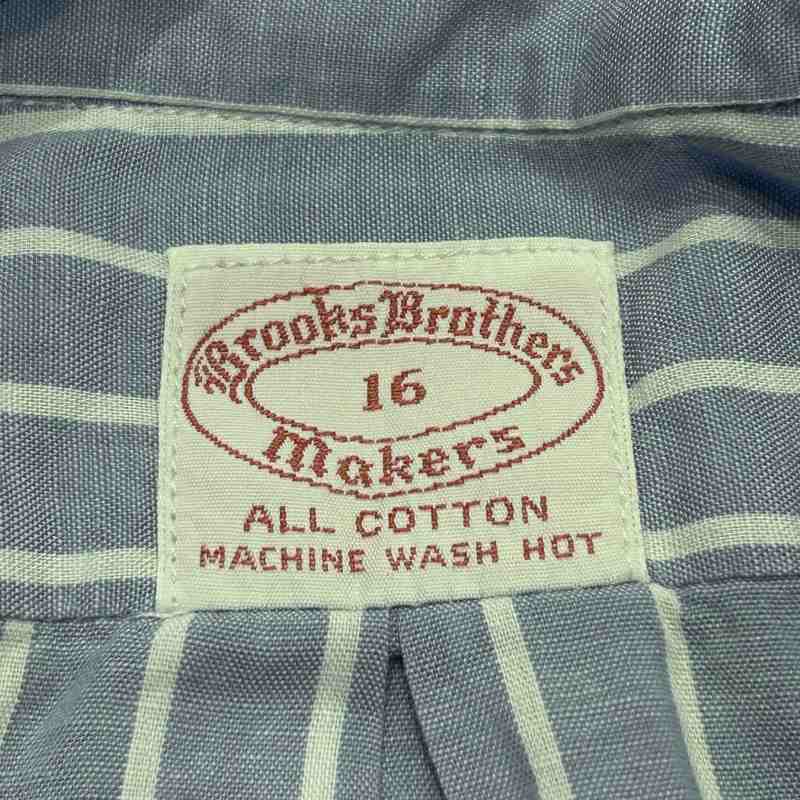 Brooks Brothers
16
Makers
ALL COTTON
MACHINE WASH HOT